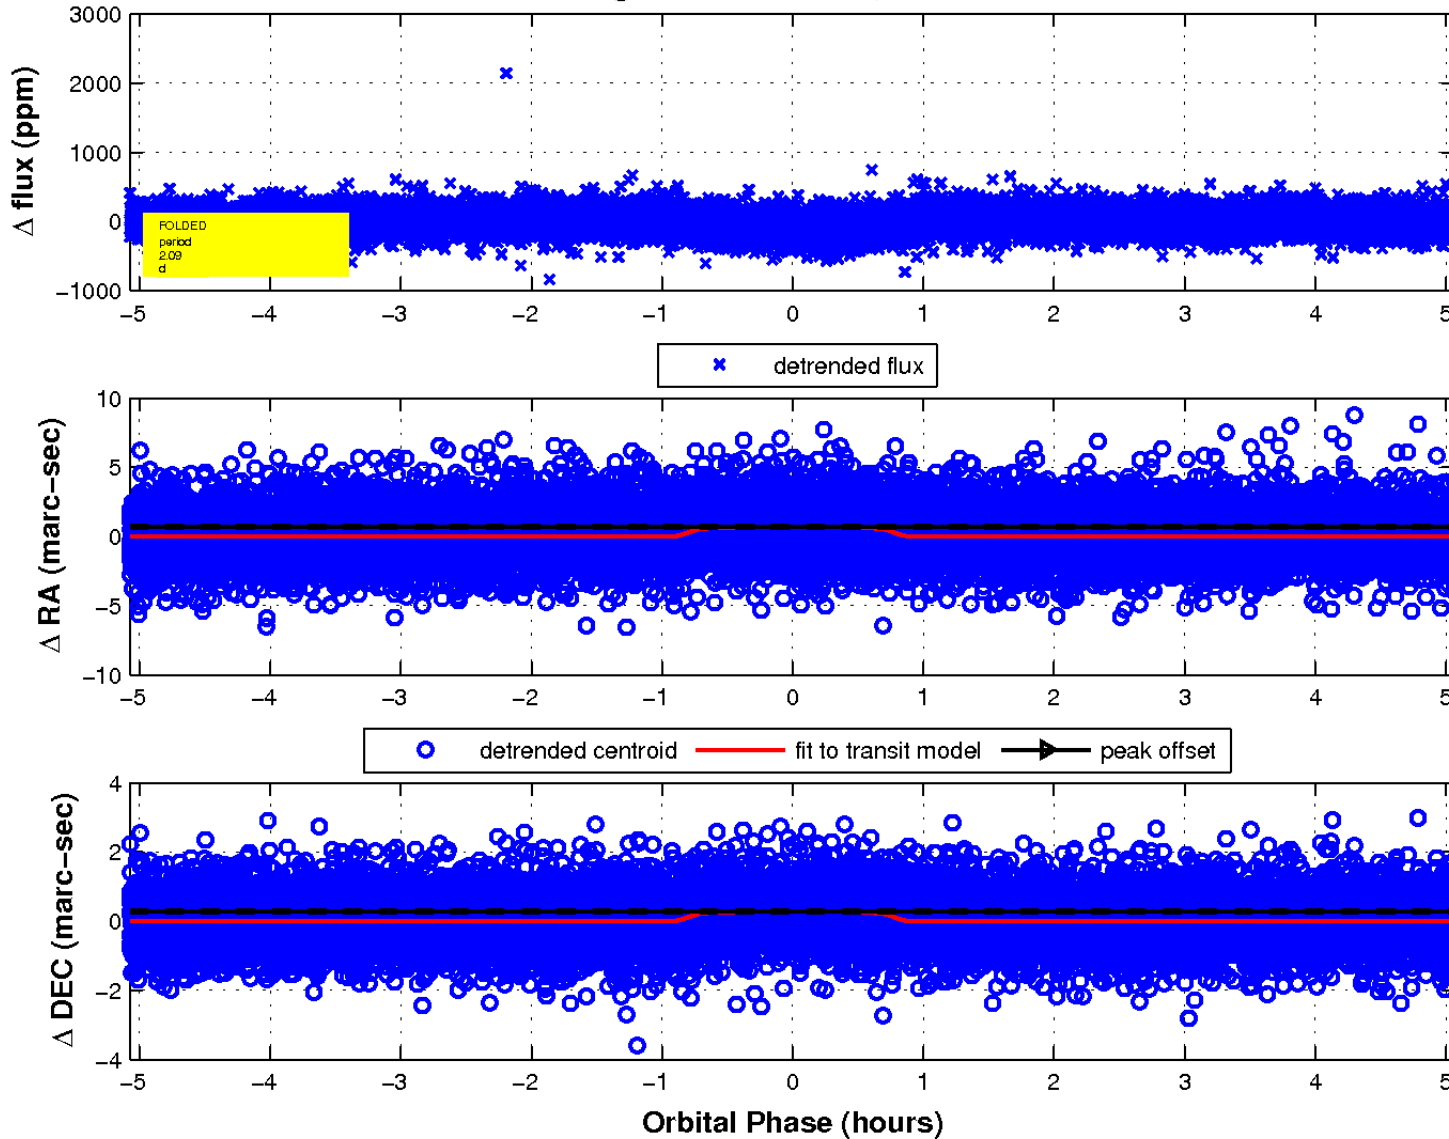 3000
2000
1000
0
−1000
Δ flux (ppm)
FOLDED
period
2.09
d
−5 −4 −3 −2 −1 0 1 2 3 4 5
detrended flux
10
5
0
−5
−10
Δ RA (marc−sec)
−5 −4 −3 −2 −1 0 1 2 3 4 5
detrended centroid fit to transit model peak offset
4
2
0
−2
−4
Δ DEC (marc−sec)
−5 −4 −3 −2 −1 0 1 2 3 4 5
Orbital Phase (hours)